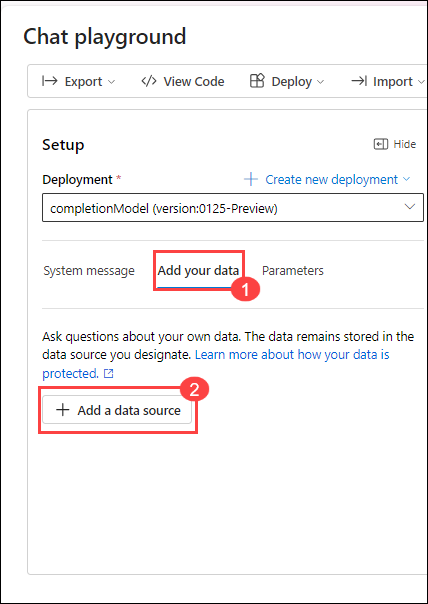 Chat playground
Export View Code Deploy Import
Setup Hide
Deployment * Create new deployment
completionModel (version:0125-Preview)
System message Add your data Parameters
1
Ask questions about your own data. The data remains stored in the
data source you designate. Learn more about how your data is
protected.
2
+ Add a data source